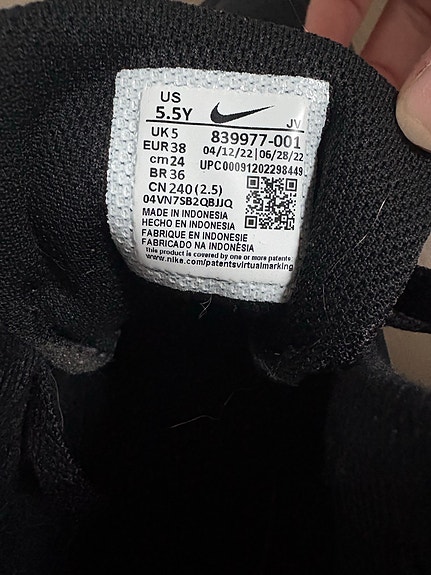 US
5.5Y
JV
UK 5
839977-001
EUR 38
04/12/22 | 06/28/22
cm 24
UPC00091202298449
BR 36
CN 240 (2.5)
04VN7SB2QBJJQ
MADE IN INDONESIA
HECHO EN INDONESIA
FABRIQUE EN INDONESIE
FABRICADO NA INDONÉSIA
This product is covered by one or more patents
www.nike.com/patentsvirtualmarking